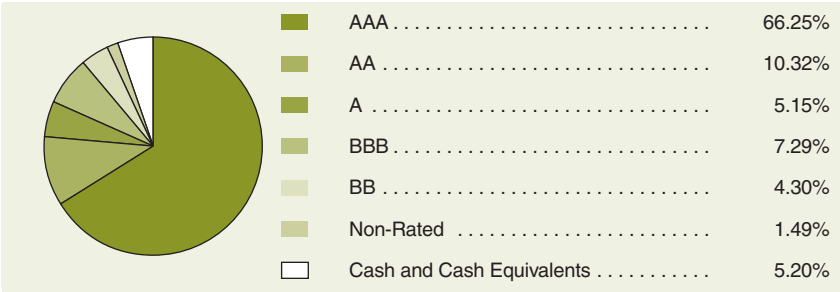 AAA . . . . . . . . . . . . . . . . . . . . . . . . . . . . . . 66.25%
AA . . . . . . . . . . . . . . . . . . . . . . . . . . . . . . . 10.32%
A . . . . . . . . . . . . . . . . . . . . . . . . . . . . . . . . 5.15%
BBB . . . . . . . . . . . . . . . . . . . . . . . . . . . . . . 7.29%
BB . . . . . . . . . . . . . . . . . . . . . . . . . . . . . . . 4.30%
Non-Rated . . . . . . . . . . . . . . . . . . . . . . . . 1.49%
Cash and Cash Equivalents . . . . . . . . . . . 5.20%